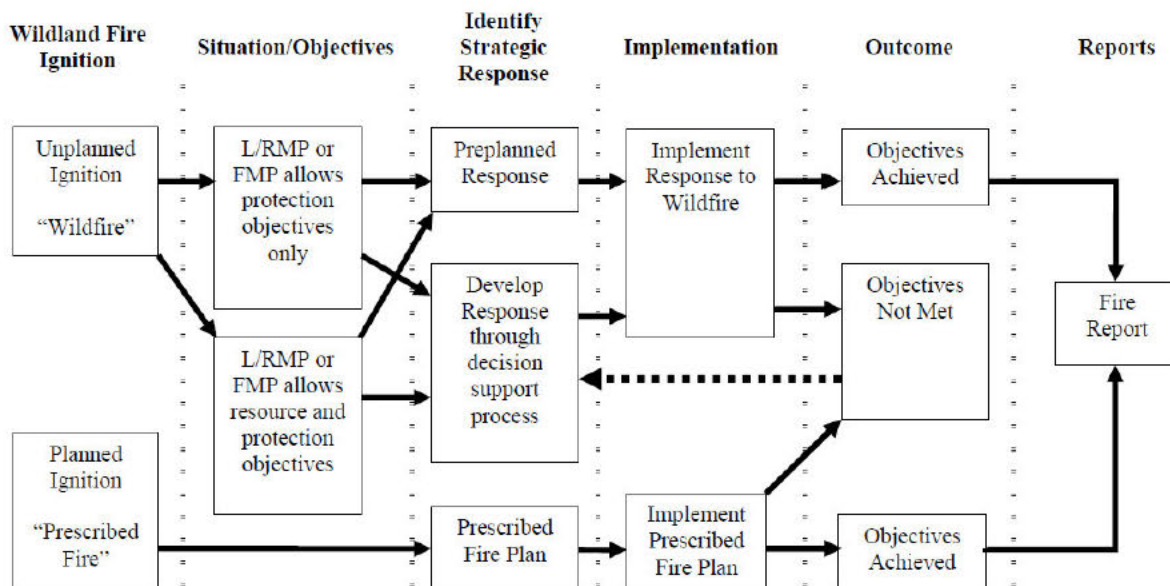 Wildland Fire
Ignition
Situation/Objectives
Identify
Strategic
Response
Implementation
Outcome
Reports
Unplanned
Ignition
“Wildfire”
L/RMP or
FMP allows
protection
objectives
only
Preplanned
Response
Implement
Response to
Wildfire
Objectives
Achieved
Develop
Response
through
decision
support
process
Objectives
Not Met
Fire
Report
L/RMP or
FMP allows
resource and
protection
objectives
Planned
Ignition
“Prescribed
Fire”
Prescribed
Fire Plan
Implement
Prescribed
Fire Plan
Objectives
Achieved